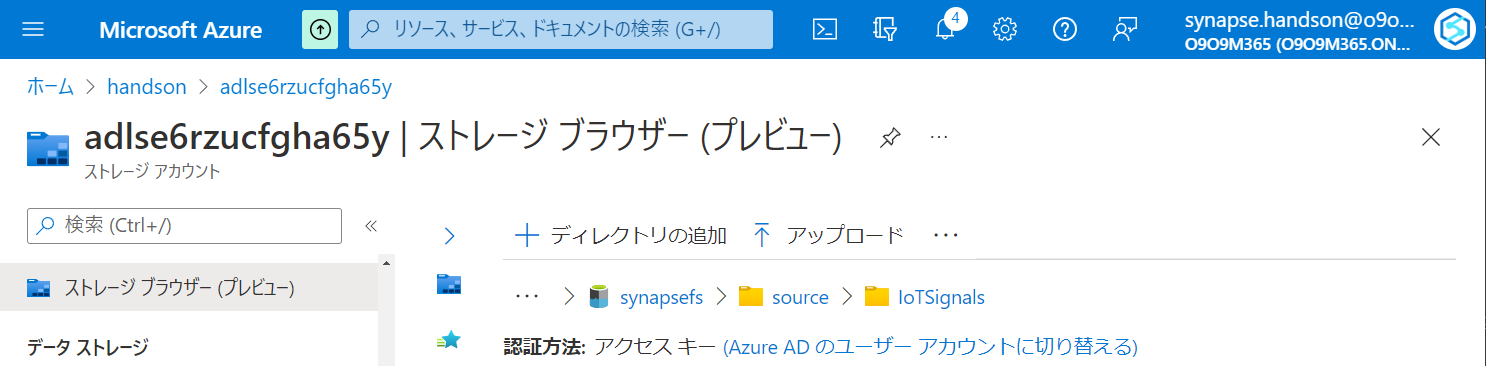 Microsoft Azure
リソース、サービス、ドキュメントの検索 (G+/)
4
synapse.handson@o9o...
O9O9M365 (O9O9M365.ON...
ホーム > handson > adlse6rzucfgha65y
adlse6rzucfgha65y | ストレージ ブラウザー (プレビュー) ...
ストレージ アカウント
検索 (Ctrl+/) «
ディレクトリの追加 アップロード ...
ストレージ ブラウザー (プレビュー)
... > synapsefs > source > IoTSignals
データ ストレージ
認証方法: アクセス キー (Azure AD のユーザー アカウントに切り替える)